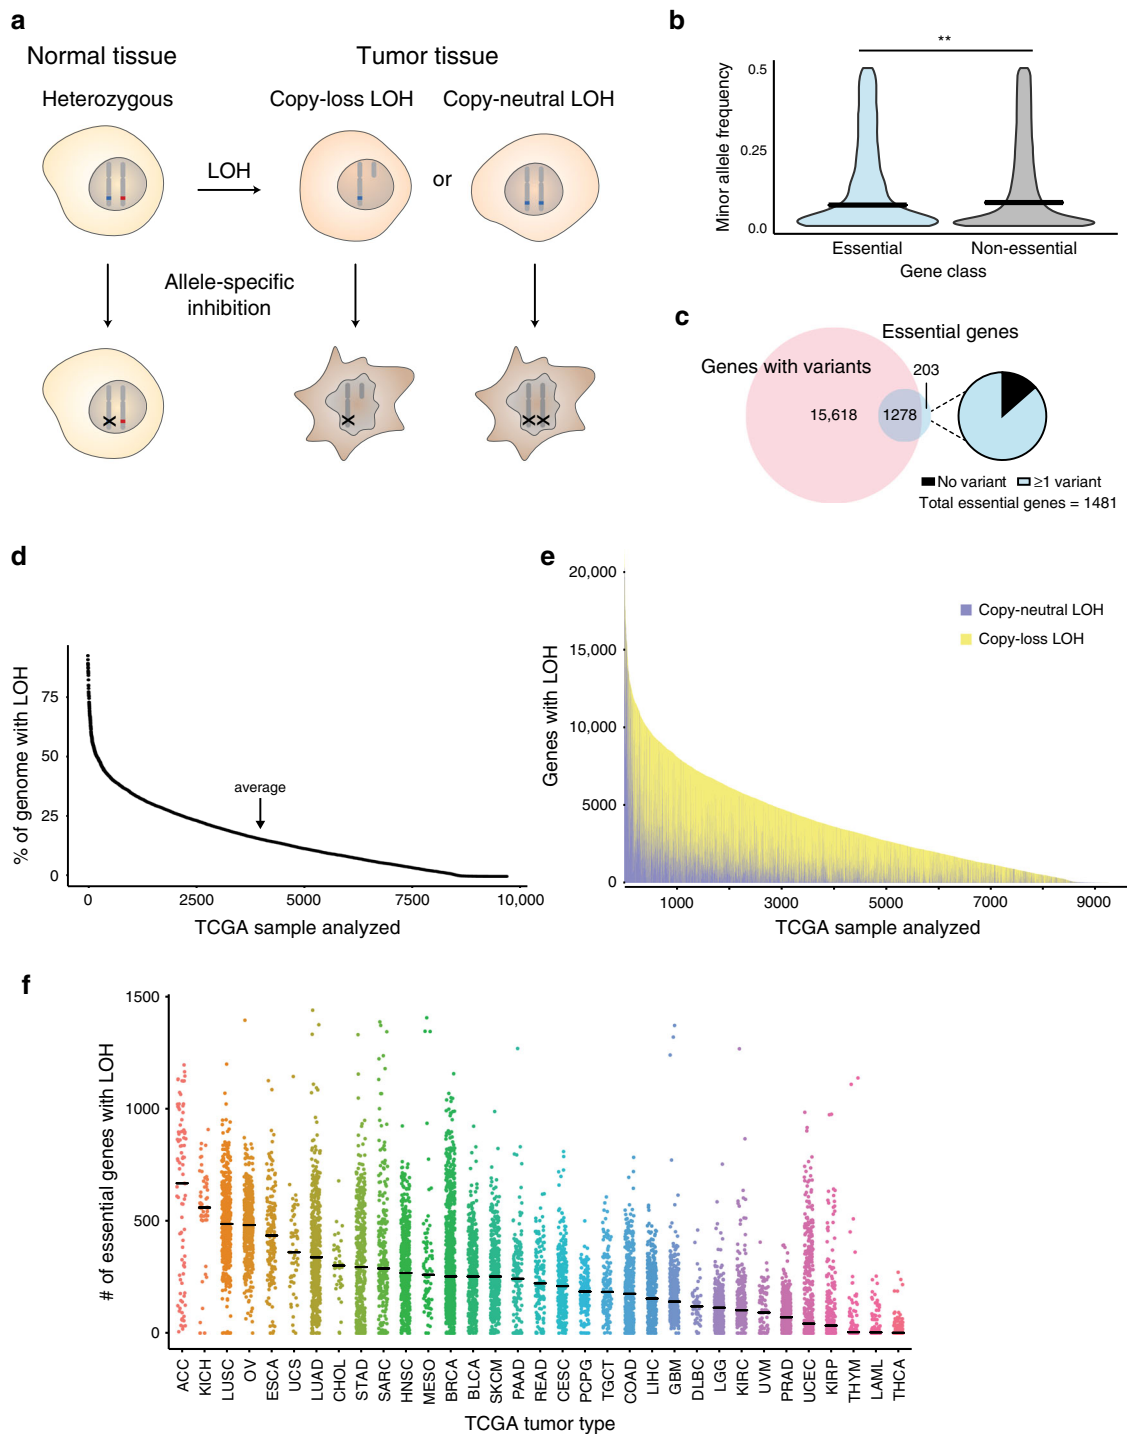 a
Normal tissue
Tumor tissue
Heterozygous
Copy-loss LOH
Copy-neutral LOH
LOH
or
Allele-specific
inhibition
b
**
Minor allele frequency
0.5
0.25
0.0
Essential
Non-essential
Gene class
c
Essential genes
Genes with variants
203
15,618
1278
No variant
≥1 variant
Total essential genes = 1481
d
% of genome with LOH
75
50
25
0
average
0
2500
5000
7500
10,000
TCGA sample analyzed
e
Genes with LOH
20,000
15,000
10,000
5000
0
Copy-neutral LOH
Copy-loss LOH
1000
3000
5000
7000
9000
TCGA sample analyzed
f
# of essential genes with LOH
1500
1000
500
0
ACC
KICH
LUSC
OV
ESCA
UCS
LUAD
CHOL
STAD
SARC
HNSC
MESO
BRCA
BLCA
SKCM
PAAD
READ
CESC
PCPG
TGCT
COAD
LIHC
GBM
DLBC
LGG
KIRC
UVM
PRAD
UCEC
KIRP
THYM
LAML
THCA
TCGA tumor type